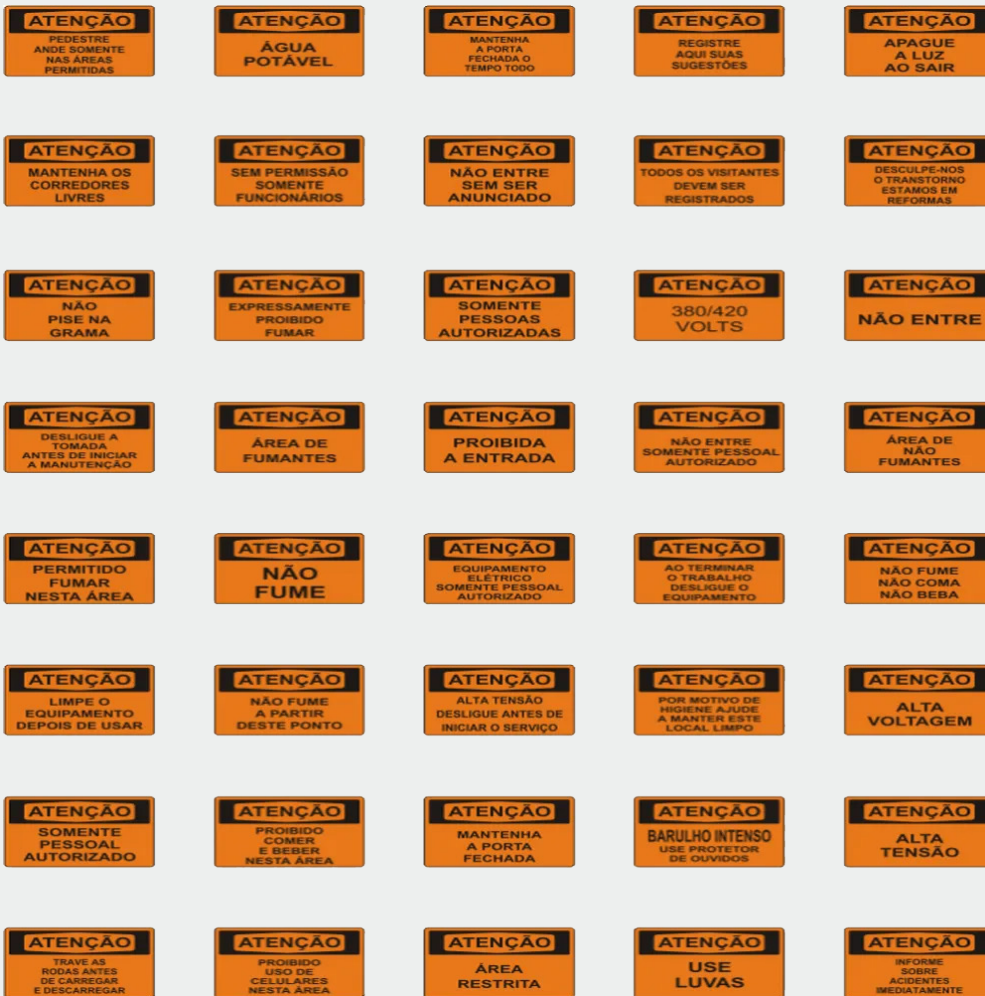 ATENÇÃO
PEDESTRE
ANDE SOMENTE
NAS ÁREAS
PERMITIDAS
ATENÇÃO
ÁGUA
POTÁVEL
ATENÇÃO
MANTENHA
A PORTA
FECHADA O
TEMPO TODO
ATENÇÃO
REGISTRE
AQUI SUAS
SUGESTÕES
ATENÇÃO
APAGUE
A LUZ
AO SAIR
ATENÇÃO
MANTENHA OS
CORREDORES
LIVRES
ATENÇÃO
SEM PERMISSÃO
SOMENTE
FUNCIONÁRIOS
ATENÇÃO
NÃO ENTRE
SEM SER
ANUNCIADO
ATENÇÃO
TODOS OS VISITANTES
DEVEM SER
REGISTRADOS
ATENÇÃO
DESCULPE-NOS
O TRANSTORNO
ESTAMOS EM
REFORMAS
ATENÇÃO
NÃO
PISE NA
GRAMA
ATENÇÃO
EXPRESSAMENTE
PROIBIDO
FUMAR
ATENÇÃO
SOMENTE
PESSOAS
AUTORIZADAS
ATENÇÃO
380/420
VOLTS
ATENÇÃO
NÃO ENTRE
ATENÇÃO
DESLIGUE A
TOMADA
ANTES DE INICIAR
A MANUTENÇÃO
ATENÇÃO
ÁREA DE
FUMANTES
ATENÇÃO
PROIBIDA
A ENTRADA
ATENÇÃO
NÃO ENTRE
SOMENTE PESSOAL
AUTORIZADO
ATENÇÃO
ÁREA DE
NÃO
FUMANTES
ATENÇÃO
PERMITIDO
FUMAR
NESTA ÁREA
ATENÇÃO
NÃO
FUME
ATENÇÃO
EQUIPAMENTO
ELÉTRICO
SOMENTE PESSOAL
AUTORIZADO
ATENÇÃO
AO TERMINAR
O TRABALHO
DESLIGUE O
EQUIPAMENTO
ATENÇÃO
NÃO FUME
NÃO COMA
NÃO BEBA
ATENÇÃO
LIMPE O
EQUIPAMENTO
DEPOIS DE USAR
ATENÇÃO
NÃO FUME
A PARTIR
DESTE PONTO
ATENÇÃO
ALTA TENSÃO
DESLIGUE ANTES DE
INICIAR O SERVIÇO
ATENÇÃO
POR MOTIVO DE
HIGIENE AJUDE
A MANTER ESTE
LOCAL LIMPO
ATENÇÃO
ALTA
VOLTAGEM
ATENÇÃO
SOMENTE
PESSOAL
AUTORIZADO
ATENÇÃO
PROIBIDO
COMER
E BEBER
NESTA ÁREA
ATENÇÃO
MANTENHA
A PORTA
FECHADA
ATENÇÃO
BARULHO INTENSO
USE PROTETOR
DE OUVIDOS
ATENÇÃO
ALTA
TENSÃO
ATENÇÃO
TRAVE AS
RODAS ANTES
DE CARREGAR
E DESCARREGAR
ATENÇÃO
PROIBIDO
USO DE
CELULARES
NESTA ÁREA
ATENÇÃO
ÁREA
RESTRITA
ATENÇÃO
USE
LUVAS
ATENÇÃO
INFORME
SOBRE
ACIDENTES
IMEDIATAMENTE